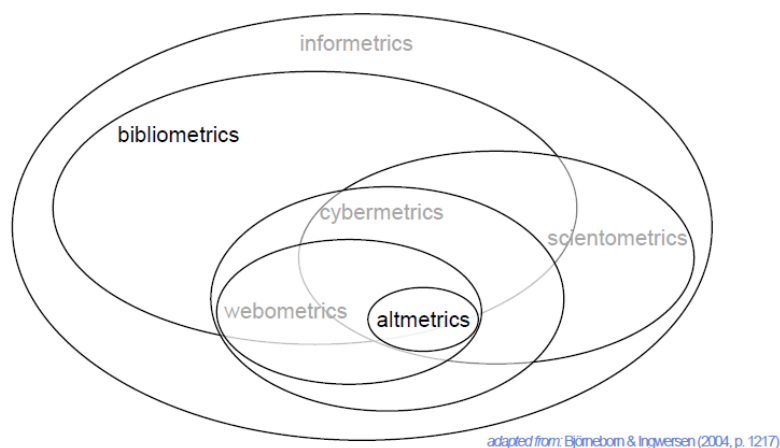 informetrics
bibliometrics
cybermetrics
scientometrics
webometrics
altmetrics
adapted from: Björneborn & Ingwersen (2004, p. 1217)